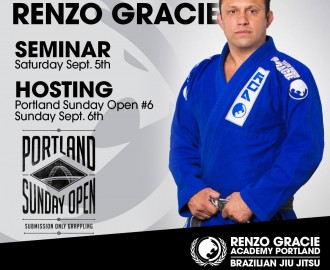 RENZO GRACIE
SEMINAR
Saturday Sept. 5th
HOSTING
Portland Sunday Open #6
Sunday Sept. 6th
PORTLAND
SUNDAY OPEN
SUBMISSION ONLY GRAPPLING
RENZO GRACIE
ACADEMY PORTLAND
BRAZILIAN JIU JITSU